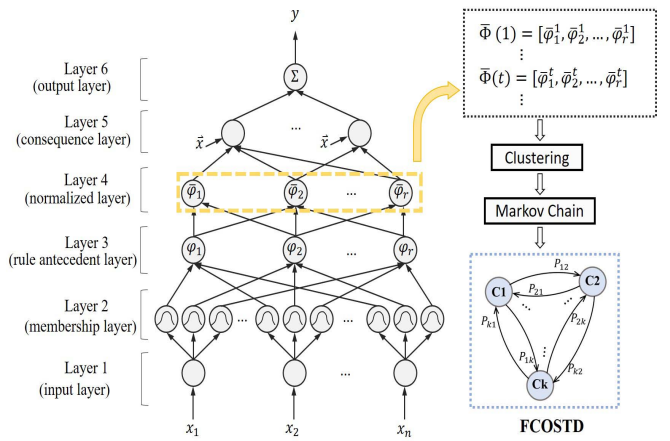 y
Layer 6
(output layer)
Σ
Layer 5
(consequence layer)
x⃗
...
x⃗
Layer 4
(normalized layer)
φ̄₁
φ̄₂
...
φ̄ᵣ
Layer 3
(rule antecedent layer)
φ₁
φ₂
...
φᵣ
Layer 2
(membership layer)
...
...
Layer 1
(input layer)
...
x₁
x₂
xₙ
Φ̄ (1) = [φ̄₁¹, φ̄₂¹, ..., φ̄ᵣ¹]
⋮
Φ̄(t) = [φ̄₁ᵗ, φ̄₂ᵗ, ..., φ̄ᵣᵗ]
⋮
Clustering
Markov Chain
C1
P₁₂
C2
P₂₁
...
...
Pₖ₁
P₁ₖ
⋮
P₂ₖ
Pₖ₂
Ck
FCOSTD